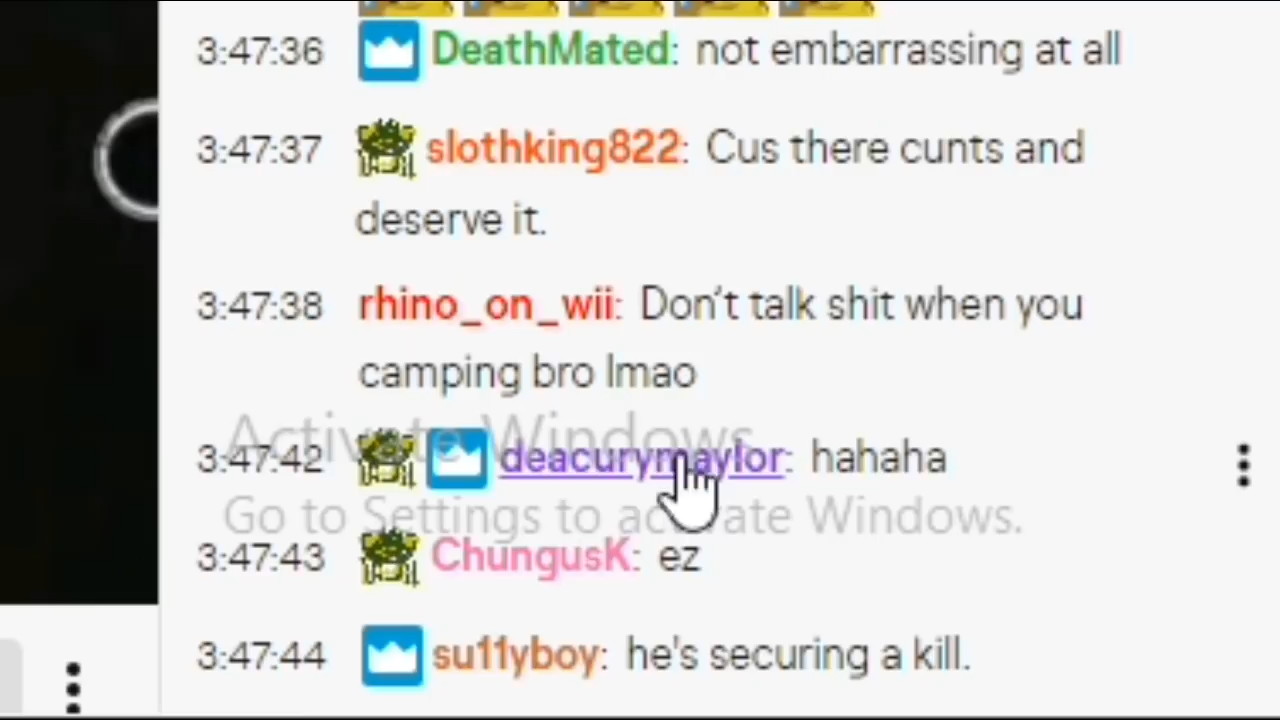 3:47:36 DeathMated: not embarrassing at all
3:47:37 slothking822: Cus there cunts and
deserve it.
3:47:38 rhino_on_wii: Don't talk shit when you
camping bro lmao
Activate Windows
3:47:42 deacurymaylor: hahaha
Go to Settings to activate Windows.
3:47:43 ChungusK: ez
3:47:44 su11yboy: he's securing a kill.